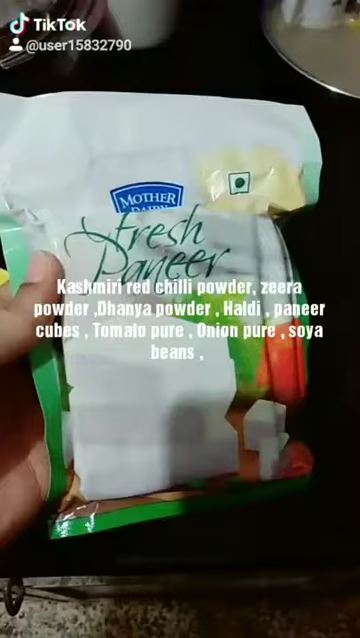 TikTok
@user15832790
MOTHER
DAIRY
fresh
Paneer
Kashmiri red chilli powder, zeera
powder ,Dhanya powder , Haldi , paneer
cubes , Tomato pure , Onion pure , soya
beans ,